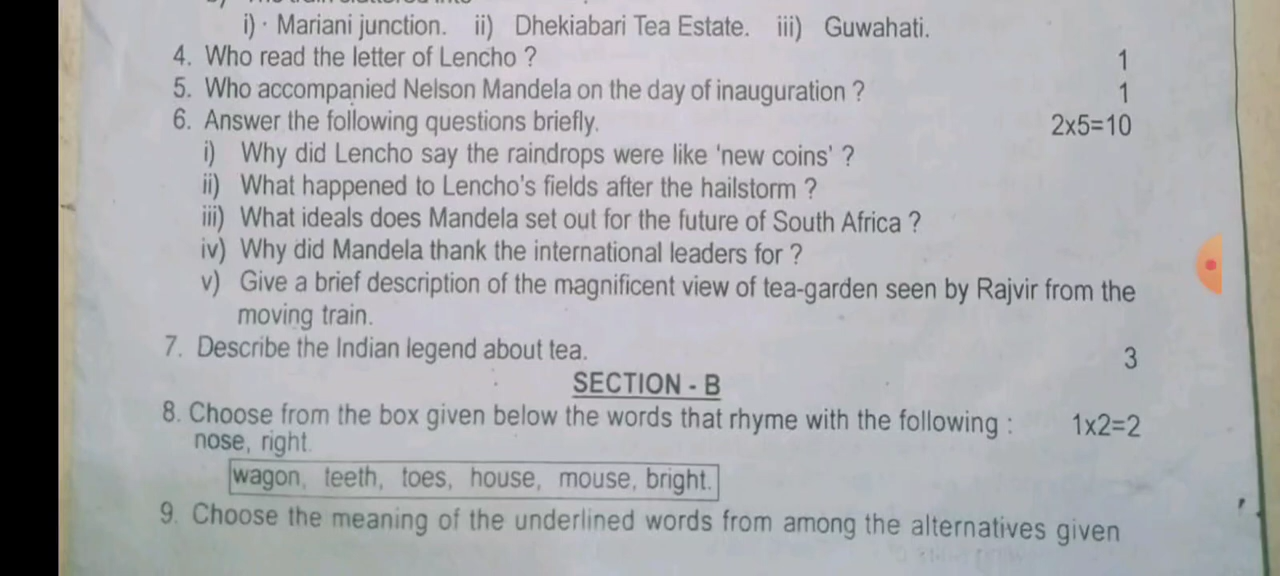 i) · Mariani junction. ii) Dhekiabari Tea Estate. iii) Guwahati.
4. Who read the letter of Lencho ? 1
5. Who accompanied Nelson Mandela on the day of inauguration ? 1
6. Answer the following questions briefly. 2x5=10
i) Why did Lencho say the raindrops were like 'new coins' ?
ii) What happened to Lencho's fields after the hailstorm ?
iii) What ideals does Mandela set out for the future of South Africa ?
iv) Why did Mandela thank the international leaders for ?
v) Give a brief description of the magnificent view of tea-garden seen by Rajvir from the
moving train.
7. Describe the Indian legend about tea. 3
SECTION - B
8. Choose from the box given below the words that rhyme with the following : 1x2=2
nose, right.
wagon, teeth, toes, house, mouse, bright.
9. Choose the meaning of the underlined words from among the alternatives given